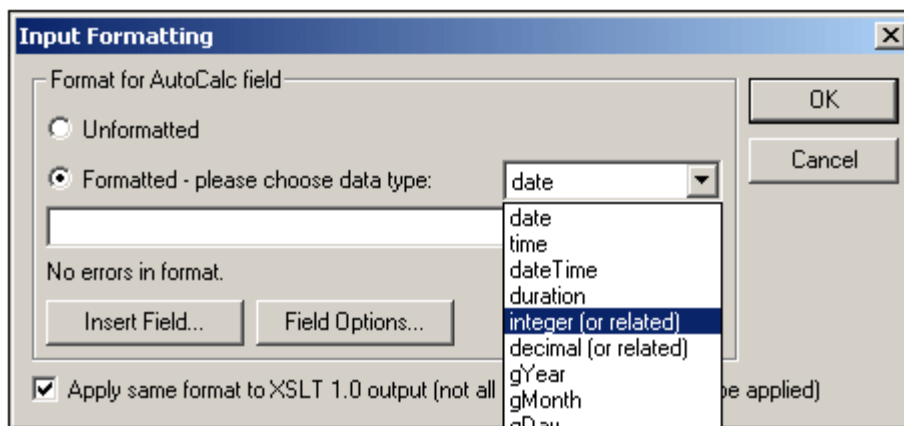 Input Formatting
Format for AutoCalc field
OK
Unformatted
Cancel
Formatted - please choose data type:
date
date
time
No errors in format.
dateTime
duration
Insert Field...
Field Options...
integer (or related)
decimal (or related)
gYear
Apply same format to XSLT 1.0 output (not all
be applied)
gMonth
gDay